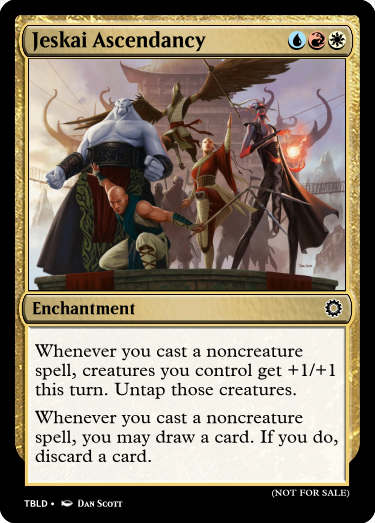 Jeskai Ascendancy
Enchantment
Whenever you cast a noncreature
spell, creatures you control get +1/+1
this turn. Untap those creatures.
Whenever you cast a noncreature
spell, you may draw a card. If you do,
discard a card.
(NOT FOR SALE)
TBLD • DAN SCOTT